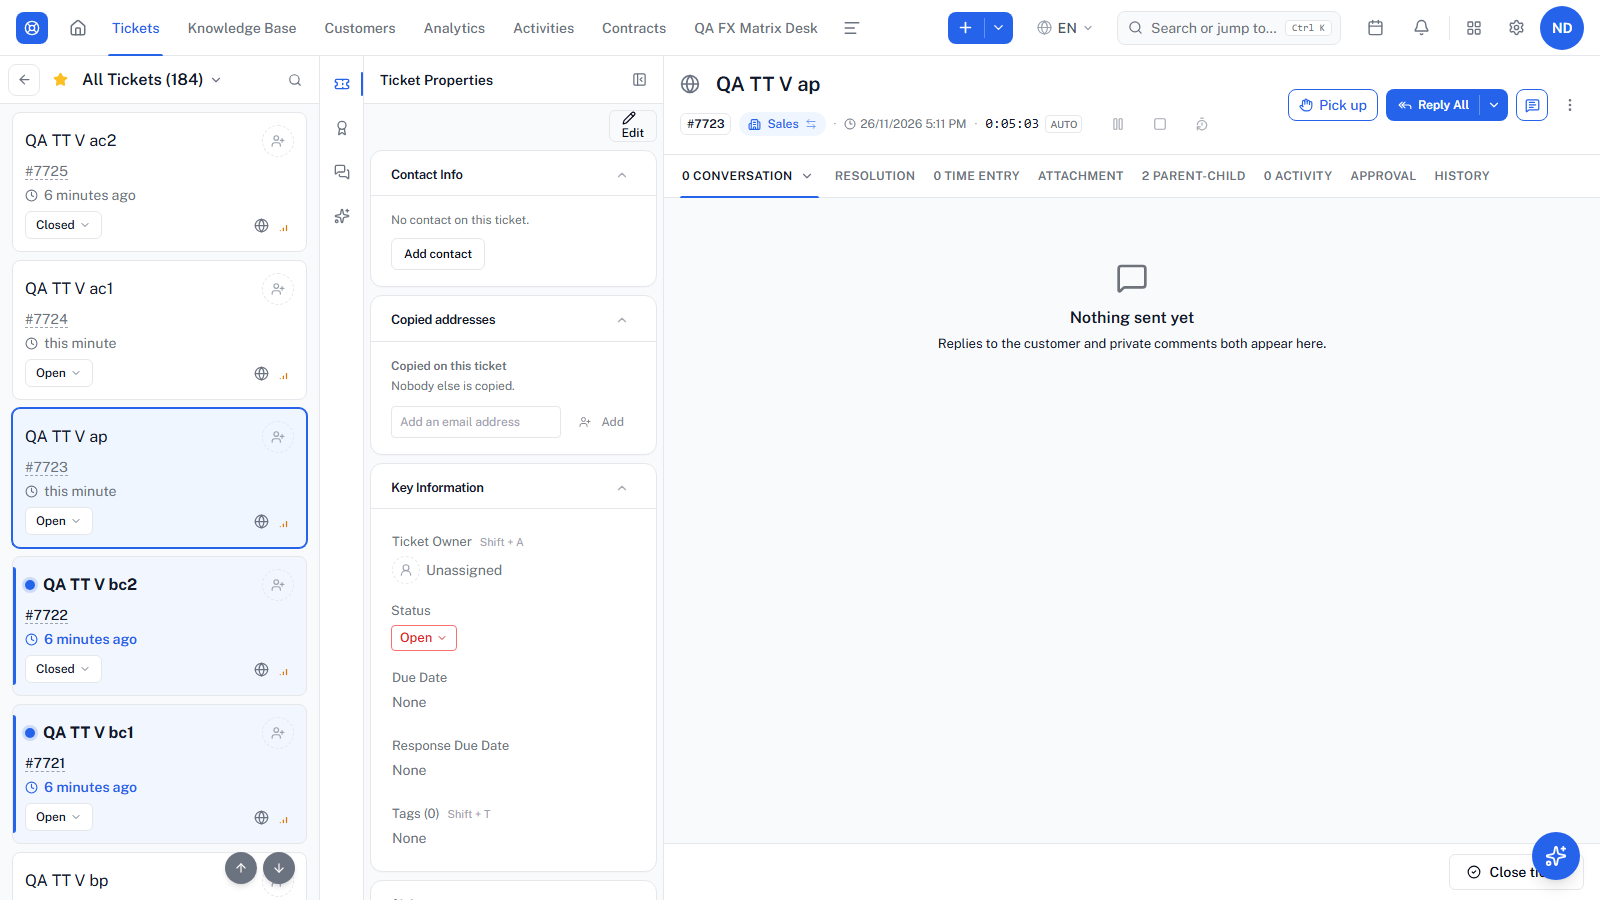 Tickets
Knowledge Base
Customers
Analytics
Activities
Contracts
QA FX Matrix Desk
EN
Search or jump to...
Ctrl K
ND
All Tickets (184)
QA TT V ac2
#7725
6 minutes ago
Closed
QA TT V ac1
#7724
this minute
Open
QA TT V ap
#7723
this minute
Open
QA TT V bc2
#7722
6 minutes ago
Closed
QA TT V bc1
#7721
6 minutes ago
Open
QA TT V bp
Ticket Properties
Edit
Contact Info
No contact on this ticket.
Add contact
Copied addresses
Copied on this ticket
Nobody else is copied.
Add an email address
Add
Key Information
Ticket Owner Shift + A
Unassigned
Status
Open
Due Date
None
Response Due Date
None
Tags (0) Shift + T
None
QA TT V ap
#7723
Sales
· 26/11/2026 5:11 PM · 0:05:03 AUTO
Pick up
Reply All
0 CONVERSATION
RESOLUTION
0 TIME ENTRY
ATTACHMENT
2 PARENT-CHILD
0 ACTIVITY
APPROVAL
HISTORY
Nothing sent yet
Replies to the customer and private comments both appear here.
Close